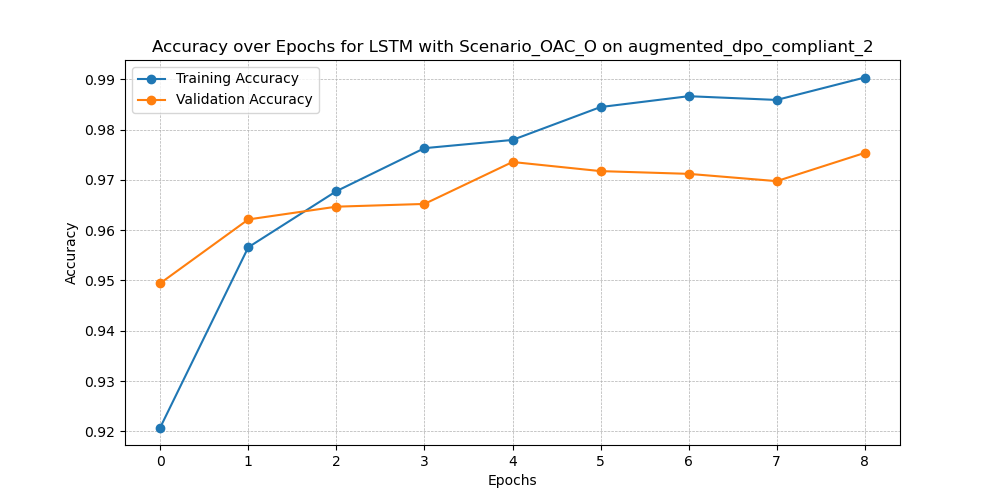 Accuracy over Epochs for LSTM with Scenario_OAC_O on augmented_dpo_compliant_2
Training Accuracy
Validation Accuracy
Accuracy
0.99
0.98
0.97
0.96
0.95
0.94
0.93
0.92
0 1 2 3 4 5 6 7 8
Epochs